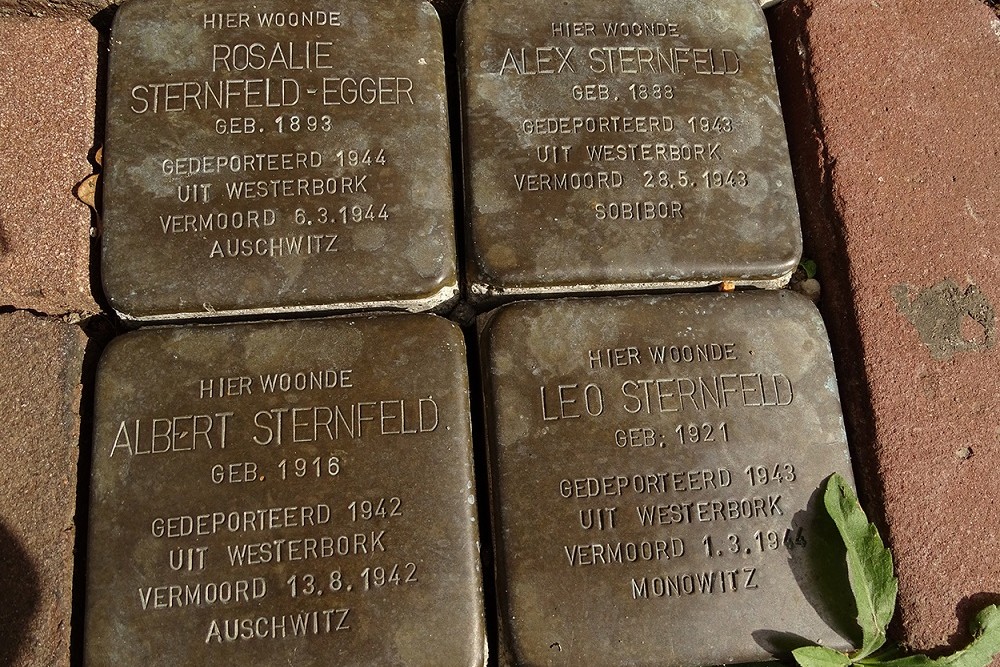 HIER WOONDE
ROSALIE
STERNFELD-EGGER
GEB. 1893
GEDEPORTEERD 1944
UIT WESTERBORK
VERMOORD 6.3.1944
AUSCHWITZ
HIER WOONDE
ALEX STERNFELD
GEB. 1888
GEDEPORTEERD 1943
UIT WESTERBORK
VERMOORD 28.5.1943
SOBIBOR
HIER WOONDE
ALBERT STERNFELD
GEB. 1916
GEDEPORTEERD 1942
UIT WESTERBORK
VERMOORD 13.8.1942
AUSCHWITZ
HIER WOONDE
LEO STERNFELD
GEB. 1921
GEDEPORTEERD 1943
UIT WESTERBORK
VERMOORD 1.3.1944
MONOWITZ